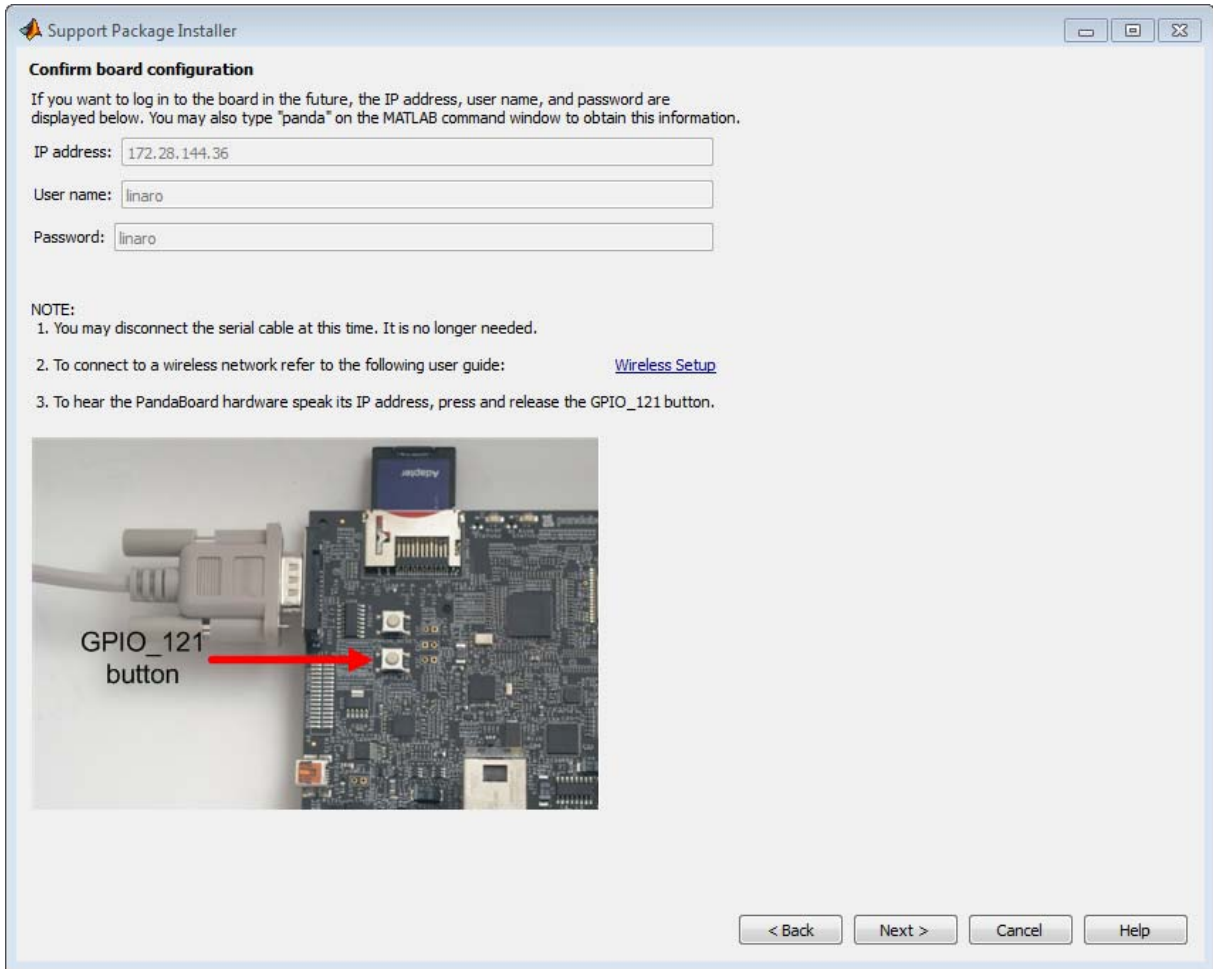 Support Package Installer
Confirm board configuration
If you want to log in to the board in the future, the IP address, user name, and password are
displayed below. You may also type "panda" on the MATLAB command window to obtain this information.
IP address: 172.28.144.36
User name: linaro
Password: linaro
NOTE:
1. You may disconnect the serial cable at this time. It is no longer needed.
2. To connect to a wireless network refer to the following user guide: Wireless Setup
3. To hear the PandaBoard hardware speak its IP address, press and release the GPIO_121 button.
Adapter
GPIO_121
button
< Back Next > Cancel Help